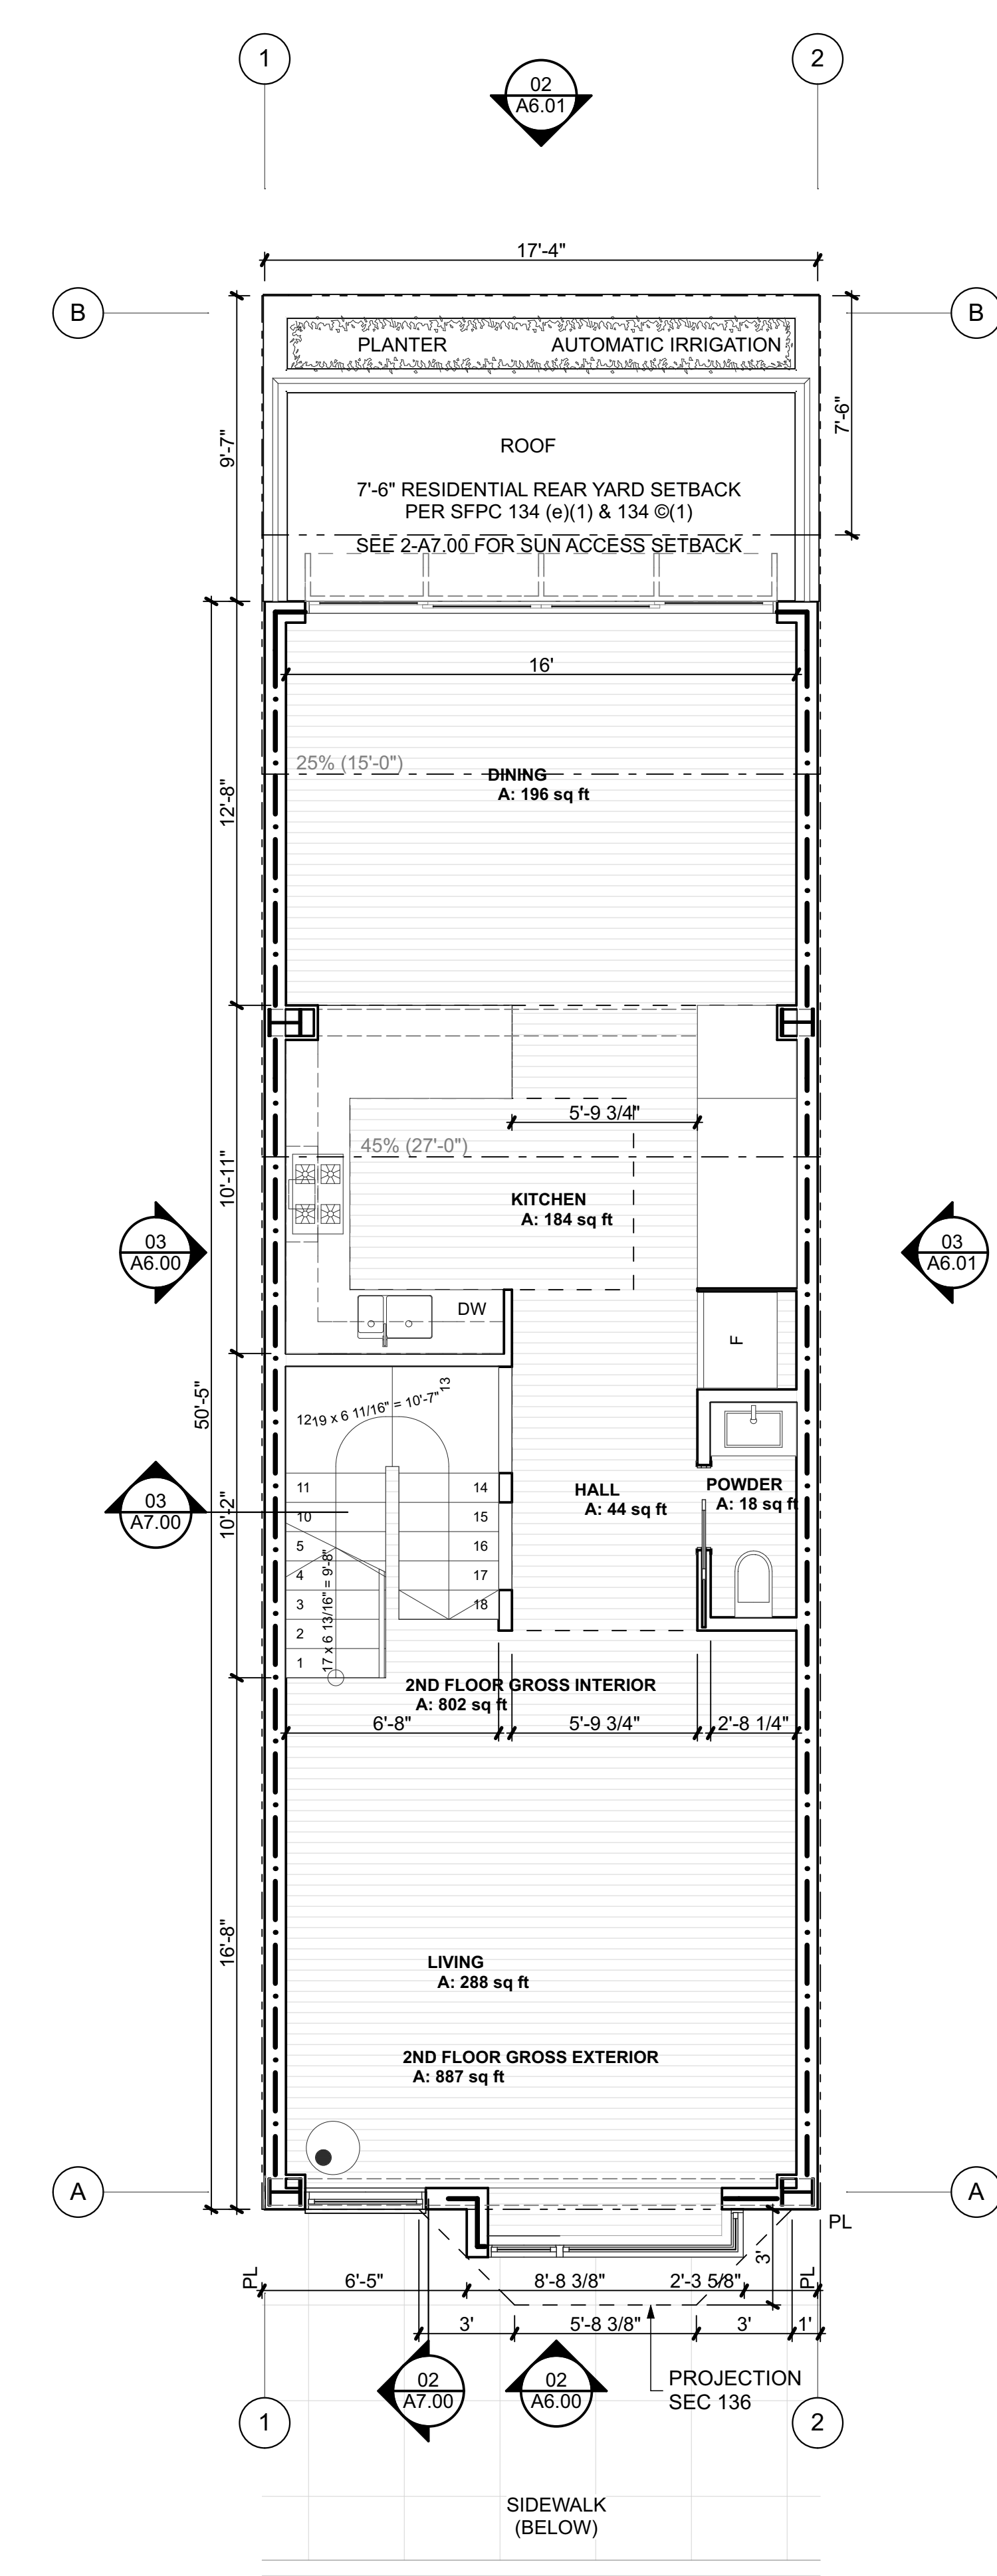 1
02
A6.01
2
17'-4"
B
B
PLANTER
AUTOMATIC IRRIGATION
9'-7"
7'-6"
ROOF
7'-6" RESIDENTIAL REAR YARD SETBACK
PER SFPC 134 (e)(1) & 134 ©(1)
SEE 2-A7.00 FOR SUN ACCESS SETBACK
16'
25% (15'-0")
DINING
A: 196 sq ft
12'-8"
5'-9 3/4"
45% (27'-0")
10'-11"
KITCHEN
A: 184 sq ft
03
A6.00
03
A6.01
DW
F
50'-5"
12
19 x 6 11/16" = 10'-7"
13
11
14
HALL
A: 44 sq ft
POWDER
A: 18 sq ft
03
A7.00
10'-2"
10
15
5
16
4
17
3
18
2
1
17 x 6 13/16" = 9'-8"
2ND FLOOR GROSS INTERIOR
A: 802 sq ft
6'-8"
5'-9 3/4"
2'-8 1/4"
16'-8"
LIVING
A: 288 sq ft
2ND FLOOR GROSS EXTERIOR
A: 887 sq ft
A
A
PL
PL
PL
3'
6'-5"
8'-8 3/8"
2'-3 5/8"
3'
5'-8 3/8"
3'
1'
02
A7.00
02
A6.00
PROJECTION
SEC 136
1
2
SIDEWALK
(BELOW)